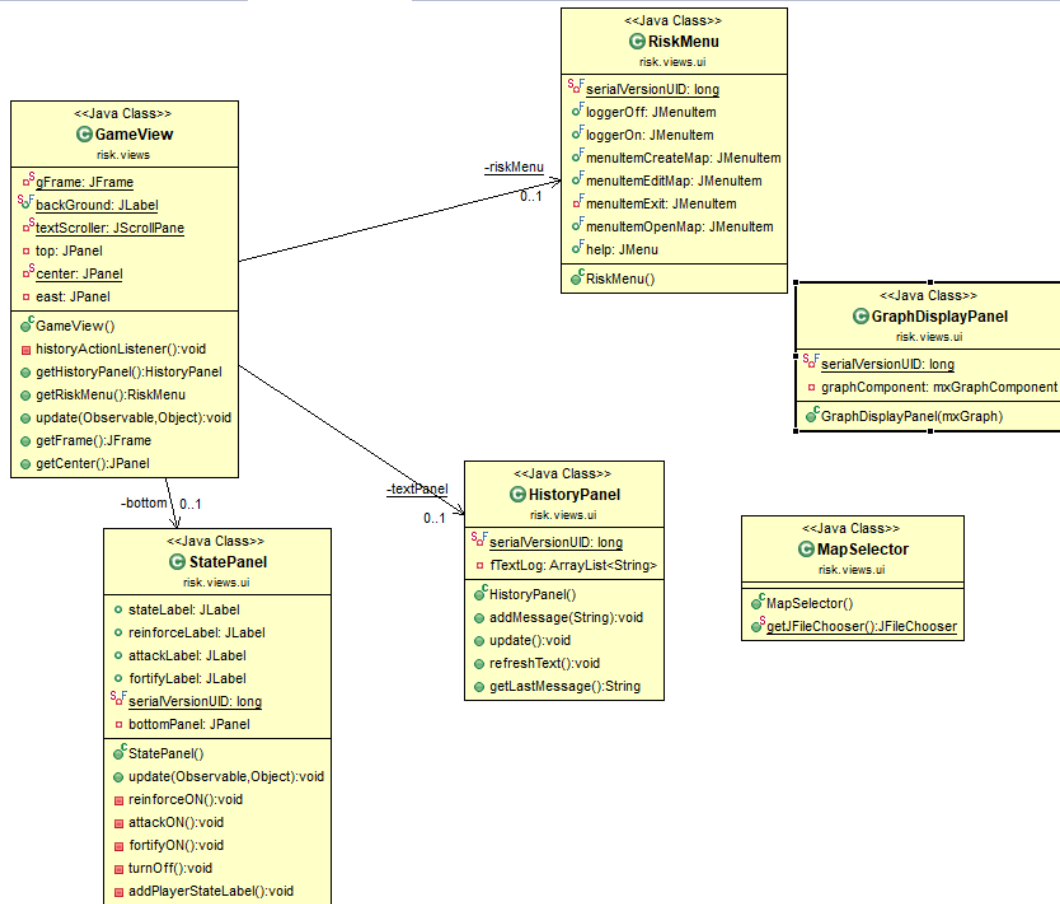 <<Java Class>>
RiskMenu
risk.views.ui
serialVersionUID: long
loggerOff: JMenuItem
loggerOn: JMenuItem
menuItemCreateMap: JMenuItem
menuItemEditMap: JMenuItem
menuItemExit: JMenuItem
menuItemOpenMap: JMenuItem
help: JMenu
RiskMenu()
<<Java Class>>
GameView
risk.views
gFrame: JFrame
backGround: JLabel
textScroller: JScrollPane
top: JPanel
center: JPanel
east: JPanel
GameView()
historyActionListener():void
getHistoryPanel():HistoryPanel
getRiskMenu():RiskMenu
update(Observable,Object):void
getFrame():JFrame
getCenter():JPanel
-riskMenu
0..1
<<Java Class>>
GraphDisplayPanel
risk.views.ui
serialVersionUID: long
graphComponent: mxGraphComponent
GraphDisplayPanel(mxGraph)
-textPanel
0..1
-bottom
0..1
<<Java Class>>
HistoryPanel
risk.views.ui
serialVersionUID: long
fTextLog: ArrayList<String>
HistoryPanel()
addMessage(String):void
update():void
refreshText():void
getLastMessage():String
<<Java Class>>
MapSelector
risk.views.ui
MapSelector()
getJFileChooser():JFileChooser
<<Java Class>>
StatePanel
risk.views.ui
stateLabel: JLabel
reinforceLabel: JLabel
attackLabel: JLabel
fortifyLabel: JLabel
serialVersionUID: long
bottomPanel: JPanel
StatePanel()
update(Observable,Object):void
reinforceON():void
attackON():void
fortifyON():void
turnOff():void
addPlayerStateLabel():void